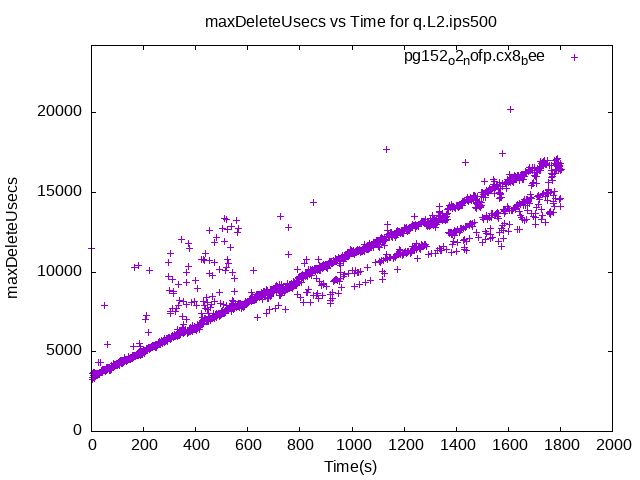 maxDeleteUsecs vs Time for q.L2.ips500
pg152_o2_nofp.cx8_bee
maxDeleteUsecs
20000
15000
10000
5000
0
0 200 400 600 800 1000 1200 1400 1600 1800 2000
Time(s)